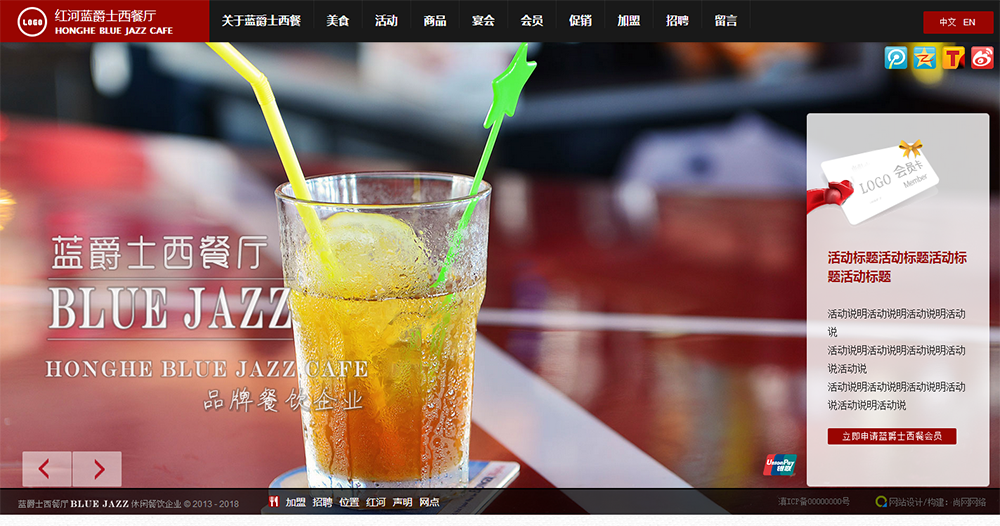 LOGO
红河蓝爵士西餐厅
HONGHE BLUE JAZZ CAFE
关于蓝爵士西餐 美食 活动 商品 宴会 会员 促销 加盟 招聘 留言
中文 EN
LOGO 会员卡
Member
蓝爵士西餐厅
BLUE JAZZ
HONGHE BLUE JAZZ CAFE
品牌餐饮企业
活动标题活动标题活动标
题活动标题
活动说明活动说明活动说明活动
说
活动说明活动说明活动说明活动
说活动说
活动说明活动说明活动说明活动
说活动说明活动说
立即申请蓝爵士西餐会员
UnionPay
银联
蓝爵士西餐厅 BLUE JAZZ 休闲餐饮企业 © 2013 - 2018
加盟 招聘 位置 红河 声明 网点
滇ICP备00000000号
网站设计/构建：尚网网络